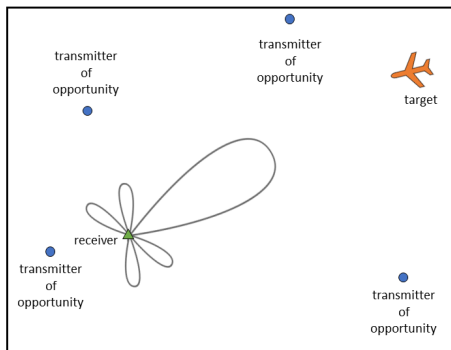 transmitter
of
opportunity
transmitter
of
opportunity
target
receiver
transmitter
of
opportunity
transmitter
of
opportunity